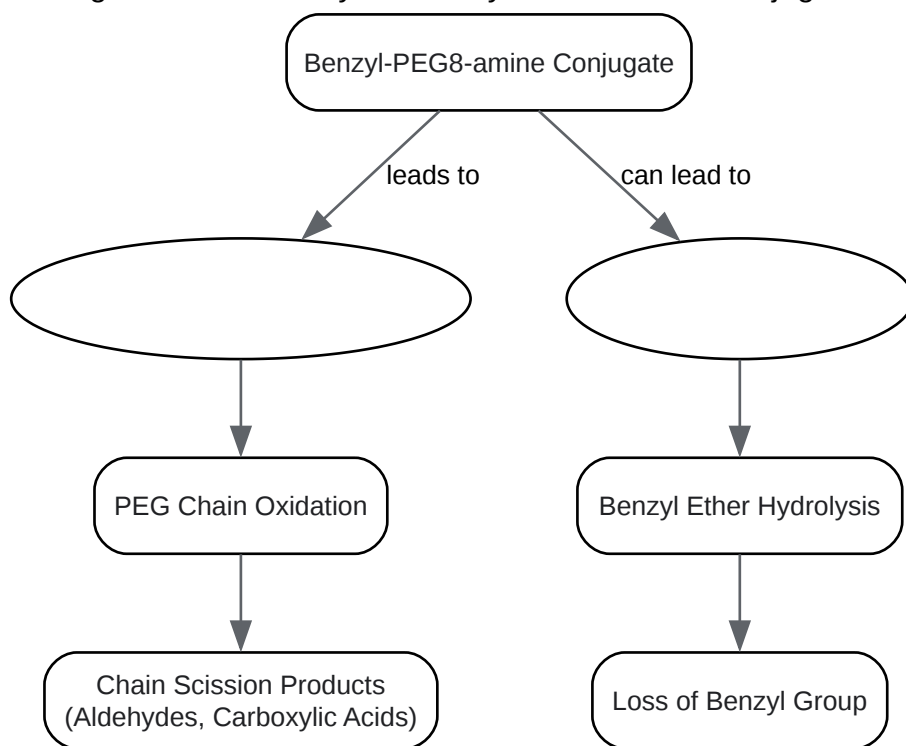 Benzyl-PEG8-amine Conjugate
leads to
can lead to
PEG Chain Oxidation
Benzyl Ether Hydrolysis
Chain Scission Products
(Aldehydes, Carboxylic Acids)
Loss of Benzyl Group